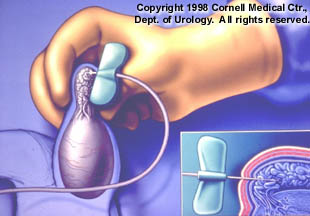 Copyright 1998 Cornell Medical Ctr.,
Dept. of Urology. All rights reserved.